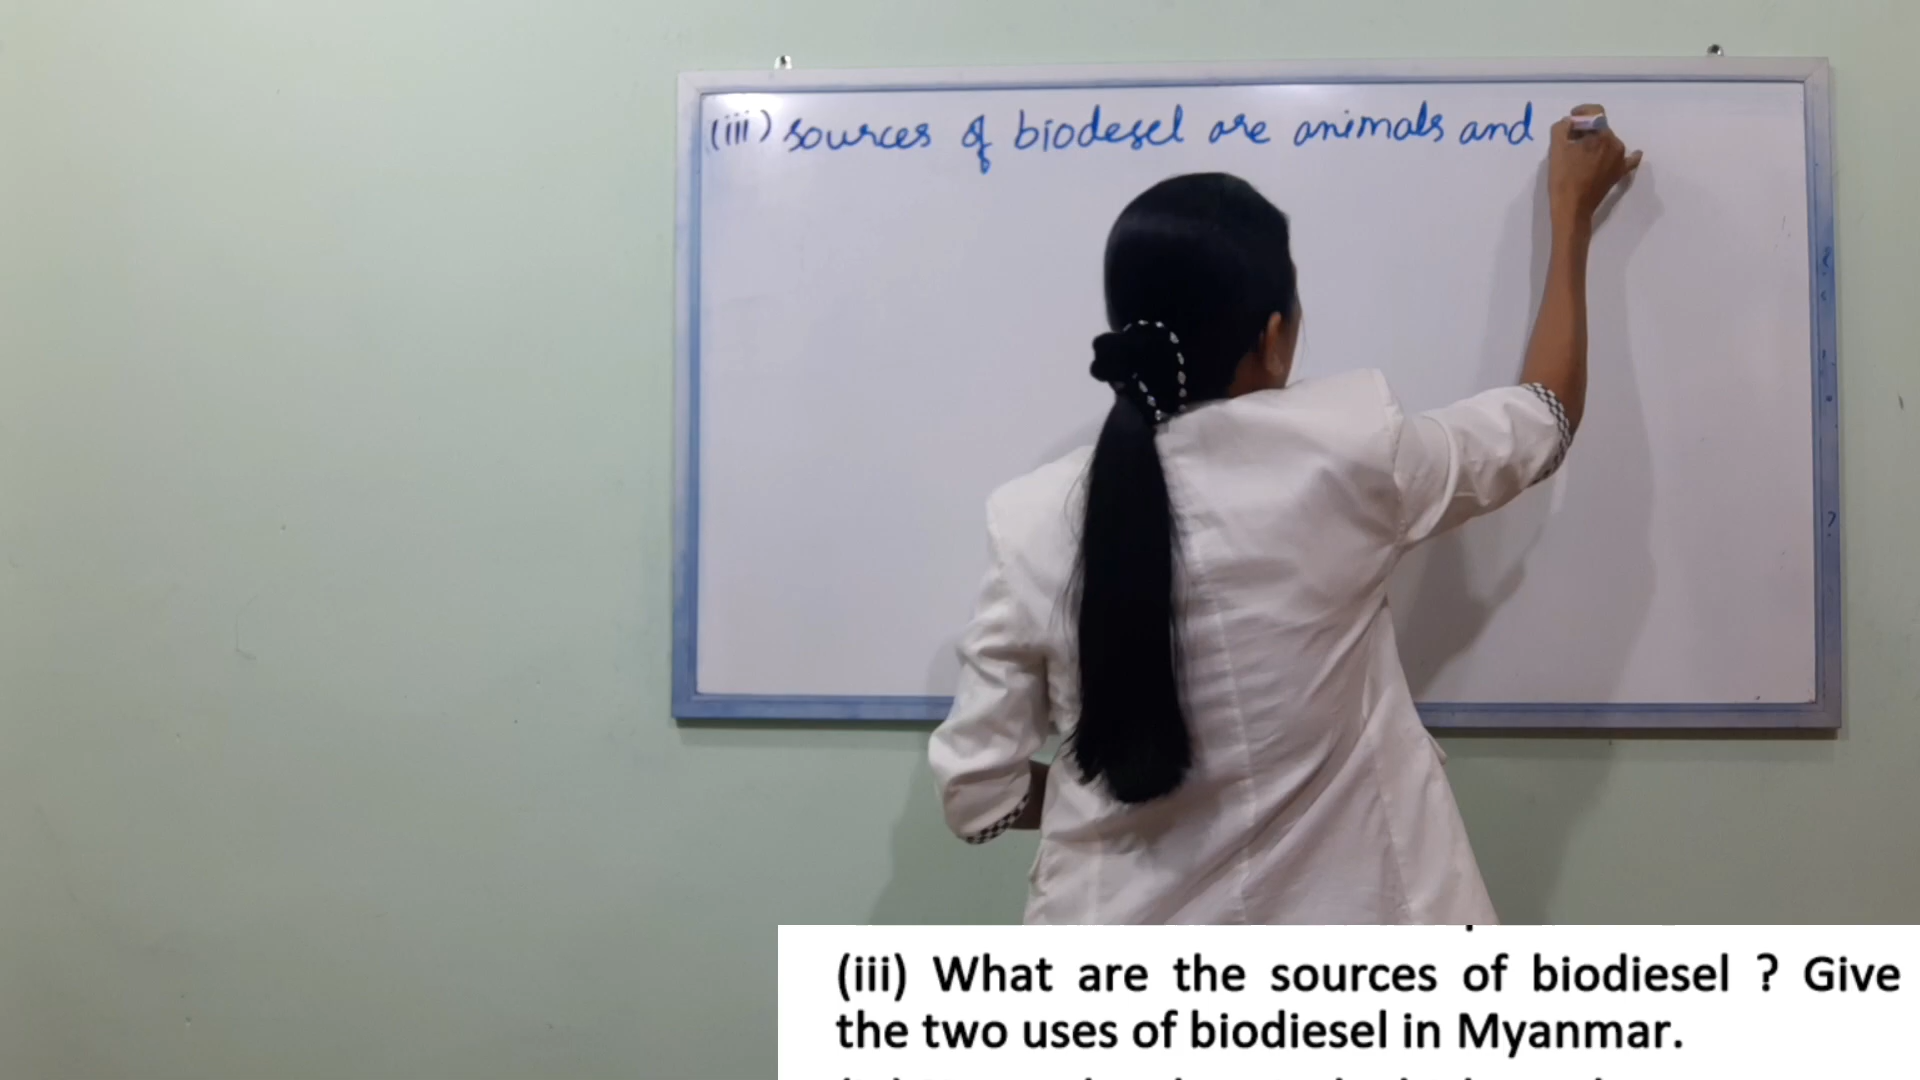 (iii) sources of biodesel are animals and
(iii) What are the sources of biodiesel ? Give
the two uses of biodiesel in Myanmar.